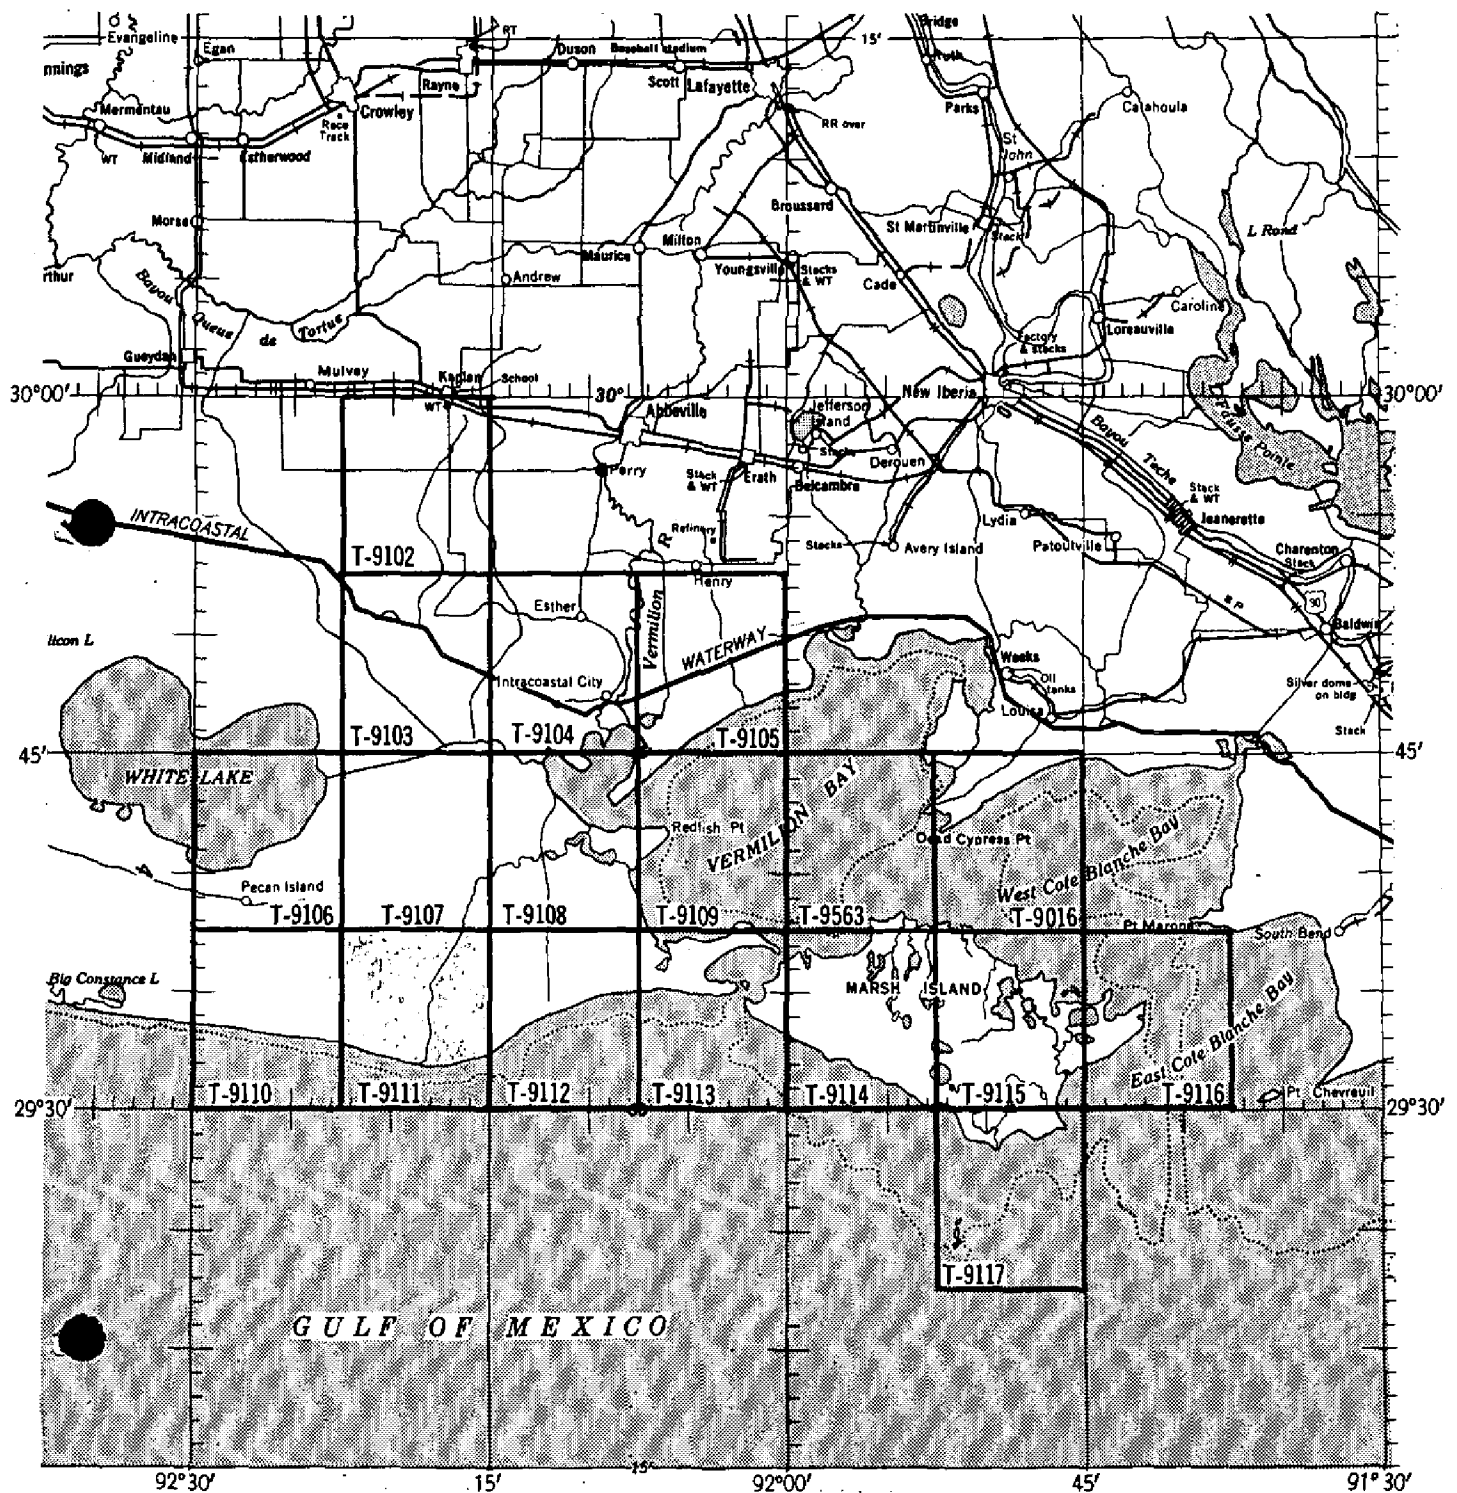 Evangeline
Egan
RT
Duson
Baseball stadium
15'
Bridge
Ruth
nnings
Rayne
Scott
Lafayette
Parks
Catahoula
Mermentau
Crowley
Race
Track
RR over
St
John
WT
Midland
Estherwood
Morse
Broussard
St Martinville
Stack
L Rond
rthur
Maurice
Milton
Youngsville
Stacks
& WT
Andrew
Cade
Caroline
Bayou
Queue
de
Tortue
Loreauville
Factory
& stacks
Gueydan
Mulvey
Kaplan
School
WT
30°00'
30°
Abbeville
Jefferson
Island
New Iberia
30°00'
Fausse Pointe
Bayou
Teche
Perry
Stack
& WT
Erath
Delcambre
Stacks
Derouen
Stack
& WT
Jeanerette
INTRACOASTAL
Refinery
R
Lydia
Patoutville
Stacks
Avery Island
Charenton
Stack
T-9102
Henry
Esther
Vermilion
WATERWAY
S P
90
Baldwin
licon L
Weeks
Oil
tanks
Louisa
Silver dome
on bldg
Stack
Intracoastal City
T-9103
T-9104
T-9105
45'
45'
WHITE LAKE
VERMILION BAY
Redfish Pt
Dead Cypress Pt
West Cote Blanche Bay
Pecan Island
T-9106
T-9107
T-9108
T-9109
T-9563
T-9016
Pt Marone
South Bend
Big Constance L
MARSH ISLAND
East Cote Blanche Bay
T-9110
T-9111
T-9112
T-9113
T-9114
T-9115
T-9116
Pt Chevreuil
29°30'
29°30'
T-9117
GULF OF MEXICO
15'
92°30'
15'
92°00'
45'
91°30'